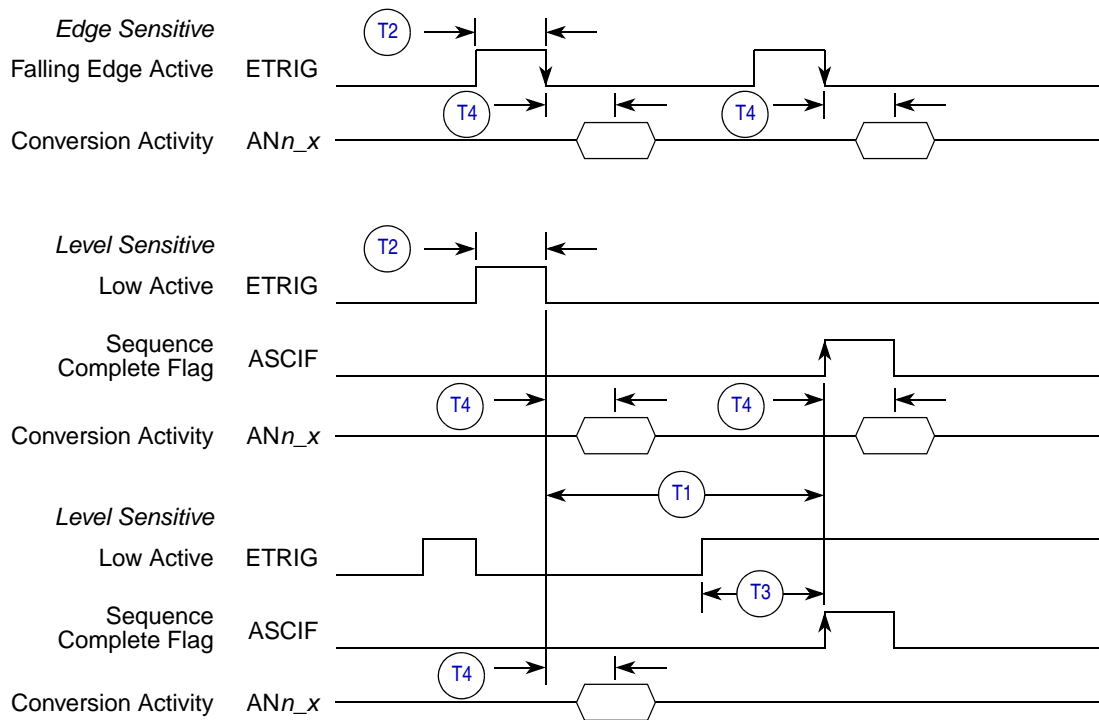 Edge Sensitive
T2
Falling Edge Active ETRIG
T4 T4
Conversion Activity ANn_x
Level Sensitive
T2
Low Active ETRIG
Sequence
Complete Flag ASCIF
T4 T4
Conversion Activity ANn_x
T1
Level Sensitive
Low Active ETRIG
T3
Sequence
Complete Flag ASCIF
T4
Conversion Activity ANn_x